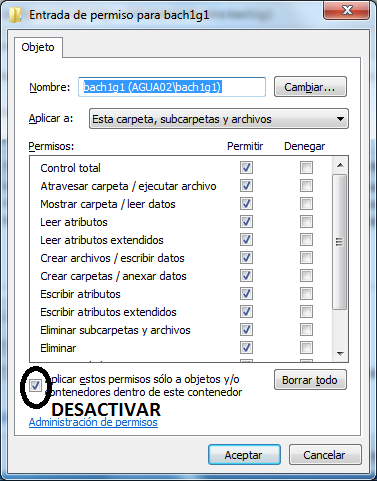 Entrada de permiso para bach1g1
Objeto
Nombre: bach1g1 (AGUA02\bach1g1) Cambiar...
Aplicar a: Esta carpeta, subcarpetas y archivos
Permisos: Permitir Denegar
Control total
Atravesar carpeta / ejecutar archivo
Mostrar carpeta / leer datos
Leer atributos
Leer atributos extendidos
Crear archivos / escribir datos
Crear carpetas / anexar datos
Escribir atributos
Escribir atributos extendidos
Eliminar subcarpetas y archivos
Eliminar
Aplicar estos permisos sólo a objetos y/o Borrar todo
contenedores dentro de este contenedor
DESACTIVAR
Administración de permisos
Aceptar Cancelar